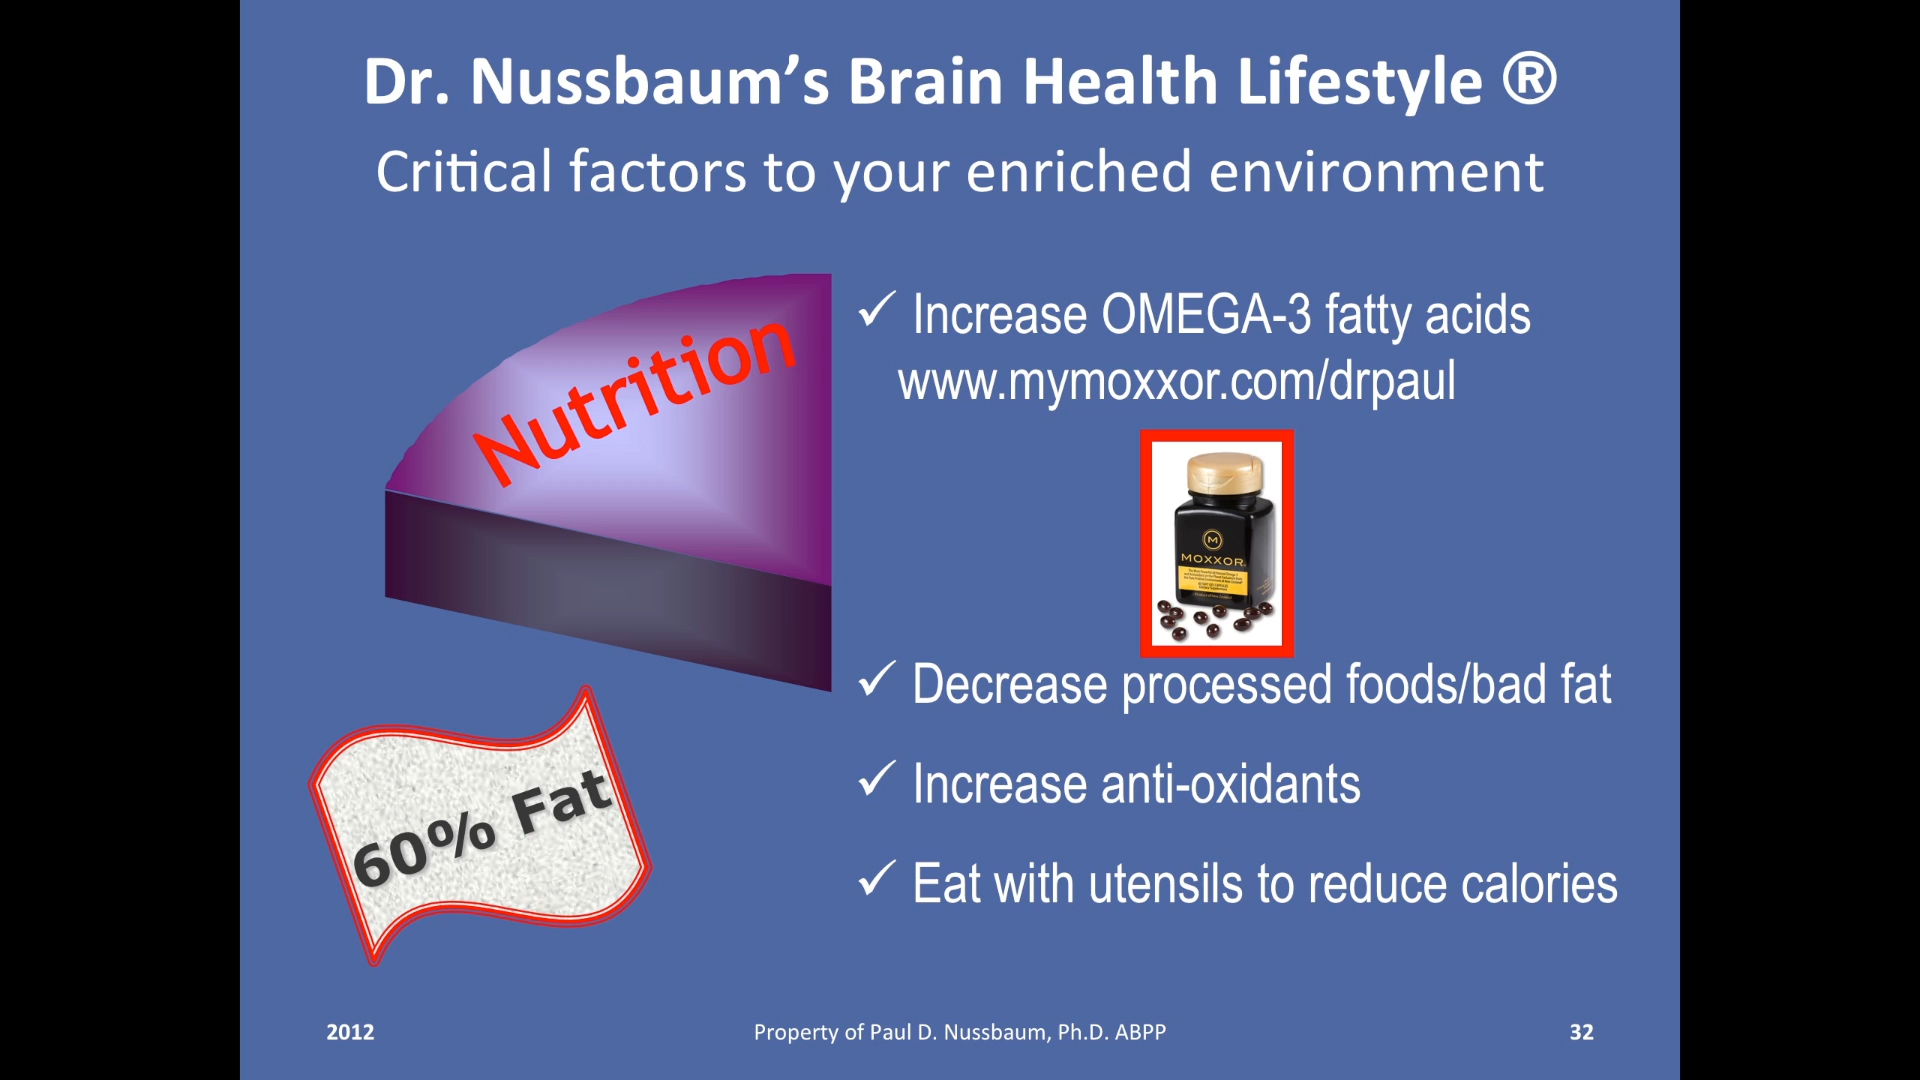 Dr. Nussbaum’s Brain Health Lifestyle ®
Critical factors to your enriched environment
Nutrition
✓ Increase OMEGA-3 fatty acids
www.mymoxxor.com/drpaul
M
MOXXOR
✓ Decrease processed foods/bad fat
60% Fat
✓ Increase anti-oxidants
✓ Eat with utensils to reduce calories
2012
Property of Paul D. Nussbaum, Ph.D. ABPP
32